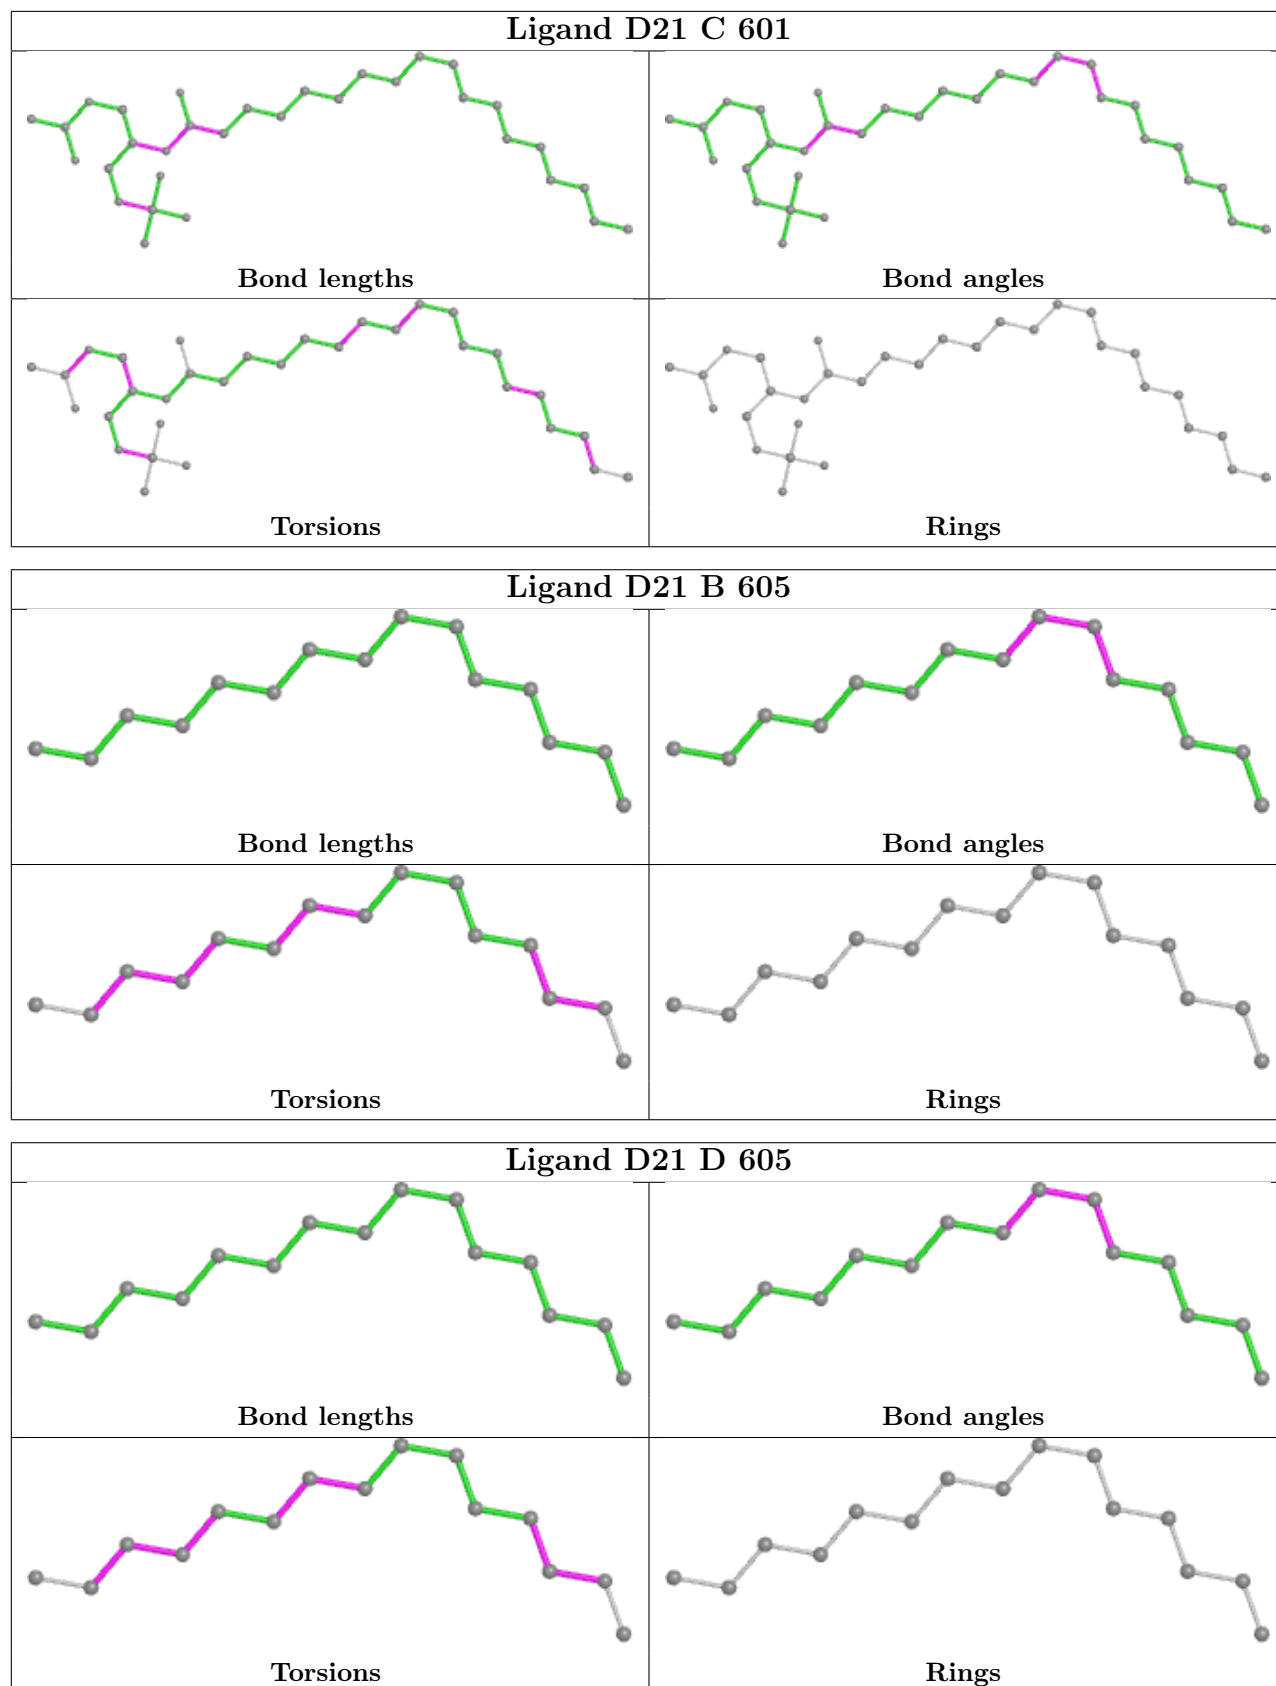 Ligand D21 C 601
Bond lengths
Bond angles
Torsions
Rings
Ligand D21 B 605
Bond lengths
Bond angles
Torsions
Rings
Ligand D21 D 605
Bond lengths
Bond angles
Torsions
Rings